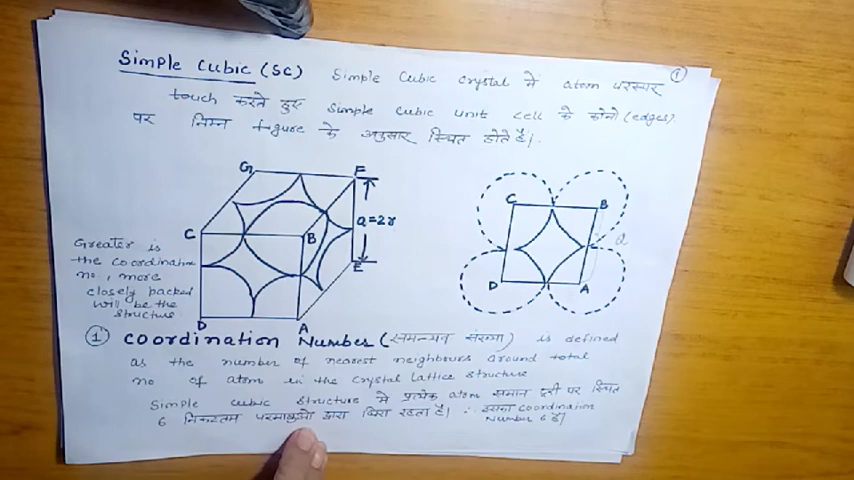 Simple Cubic (SC) Simple Cubic crystal में atom परस्पर
touch करते हुए Simple cubic unit cell के कोनो (edges)
पर निम्न figure के अनुसार स्थित होते हैं।
1
G F
C B
a=2r
E
D A
C B
a
D A
Greater is
the coordination
no, more
closely packed
will be the
structure
1 Coordination Number (समन्वयन संख्या) is defined
as the number of nearest neighbours around total
no of atom in the crystal lattice structure
Simple cubic structure में प्रत्येक atom समान दूरी पर स्थित
6 निकटतम परमाणुओ द्वारा घिरा रहता है। ∴ इसका coordination
Number 6 है।